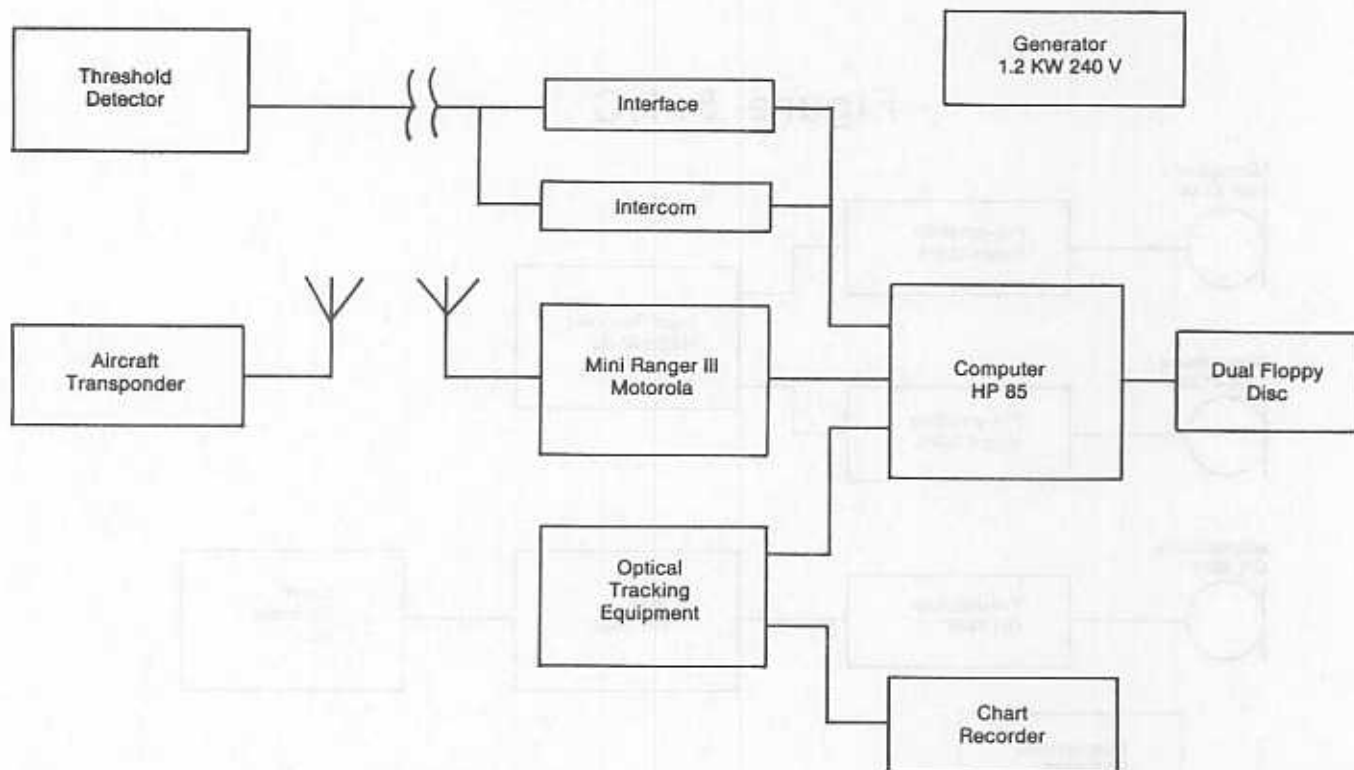 Threshold
Detector
Interface
Generator
1.2 KW 240 V
Intercom
Aircraft
Transponder
Mini Ranger III
Motorola
Computer
HP 85
Dual Floppy
Disc
Optical
Tracking
Equipment
Chart
Recorder